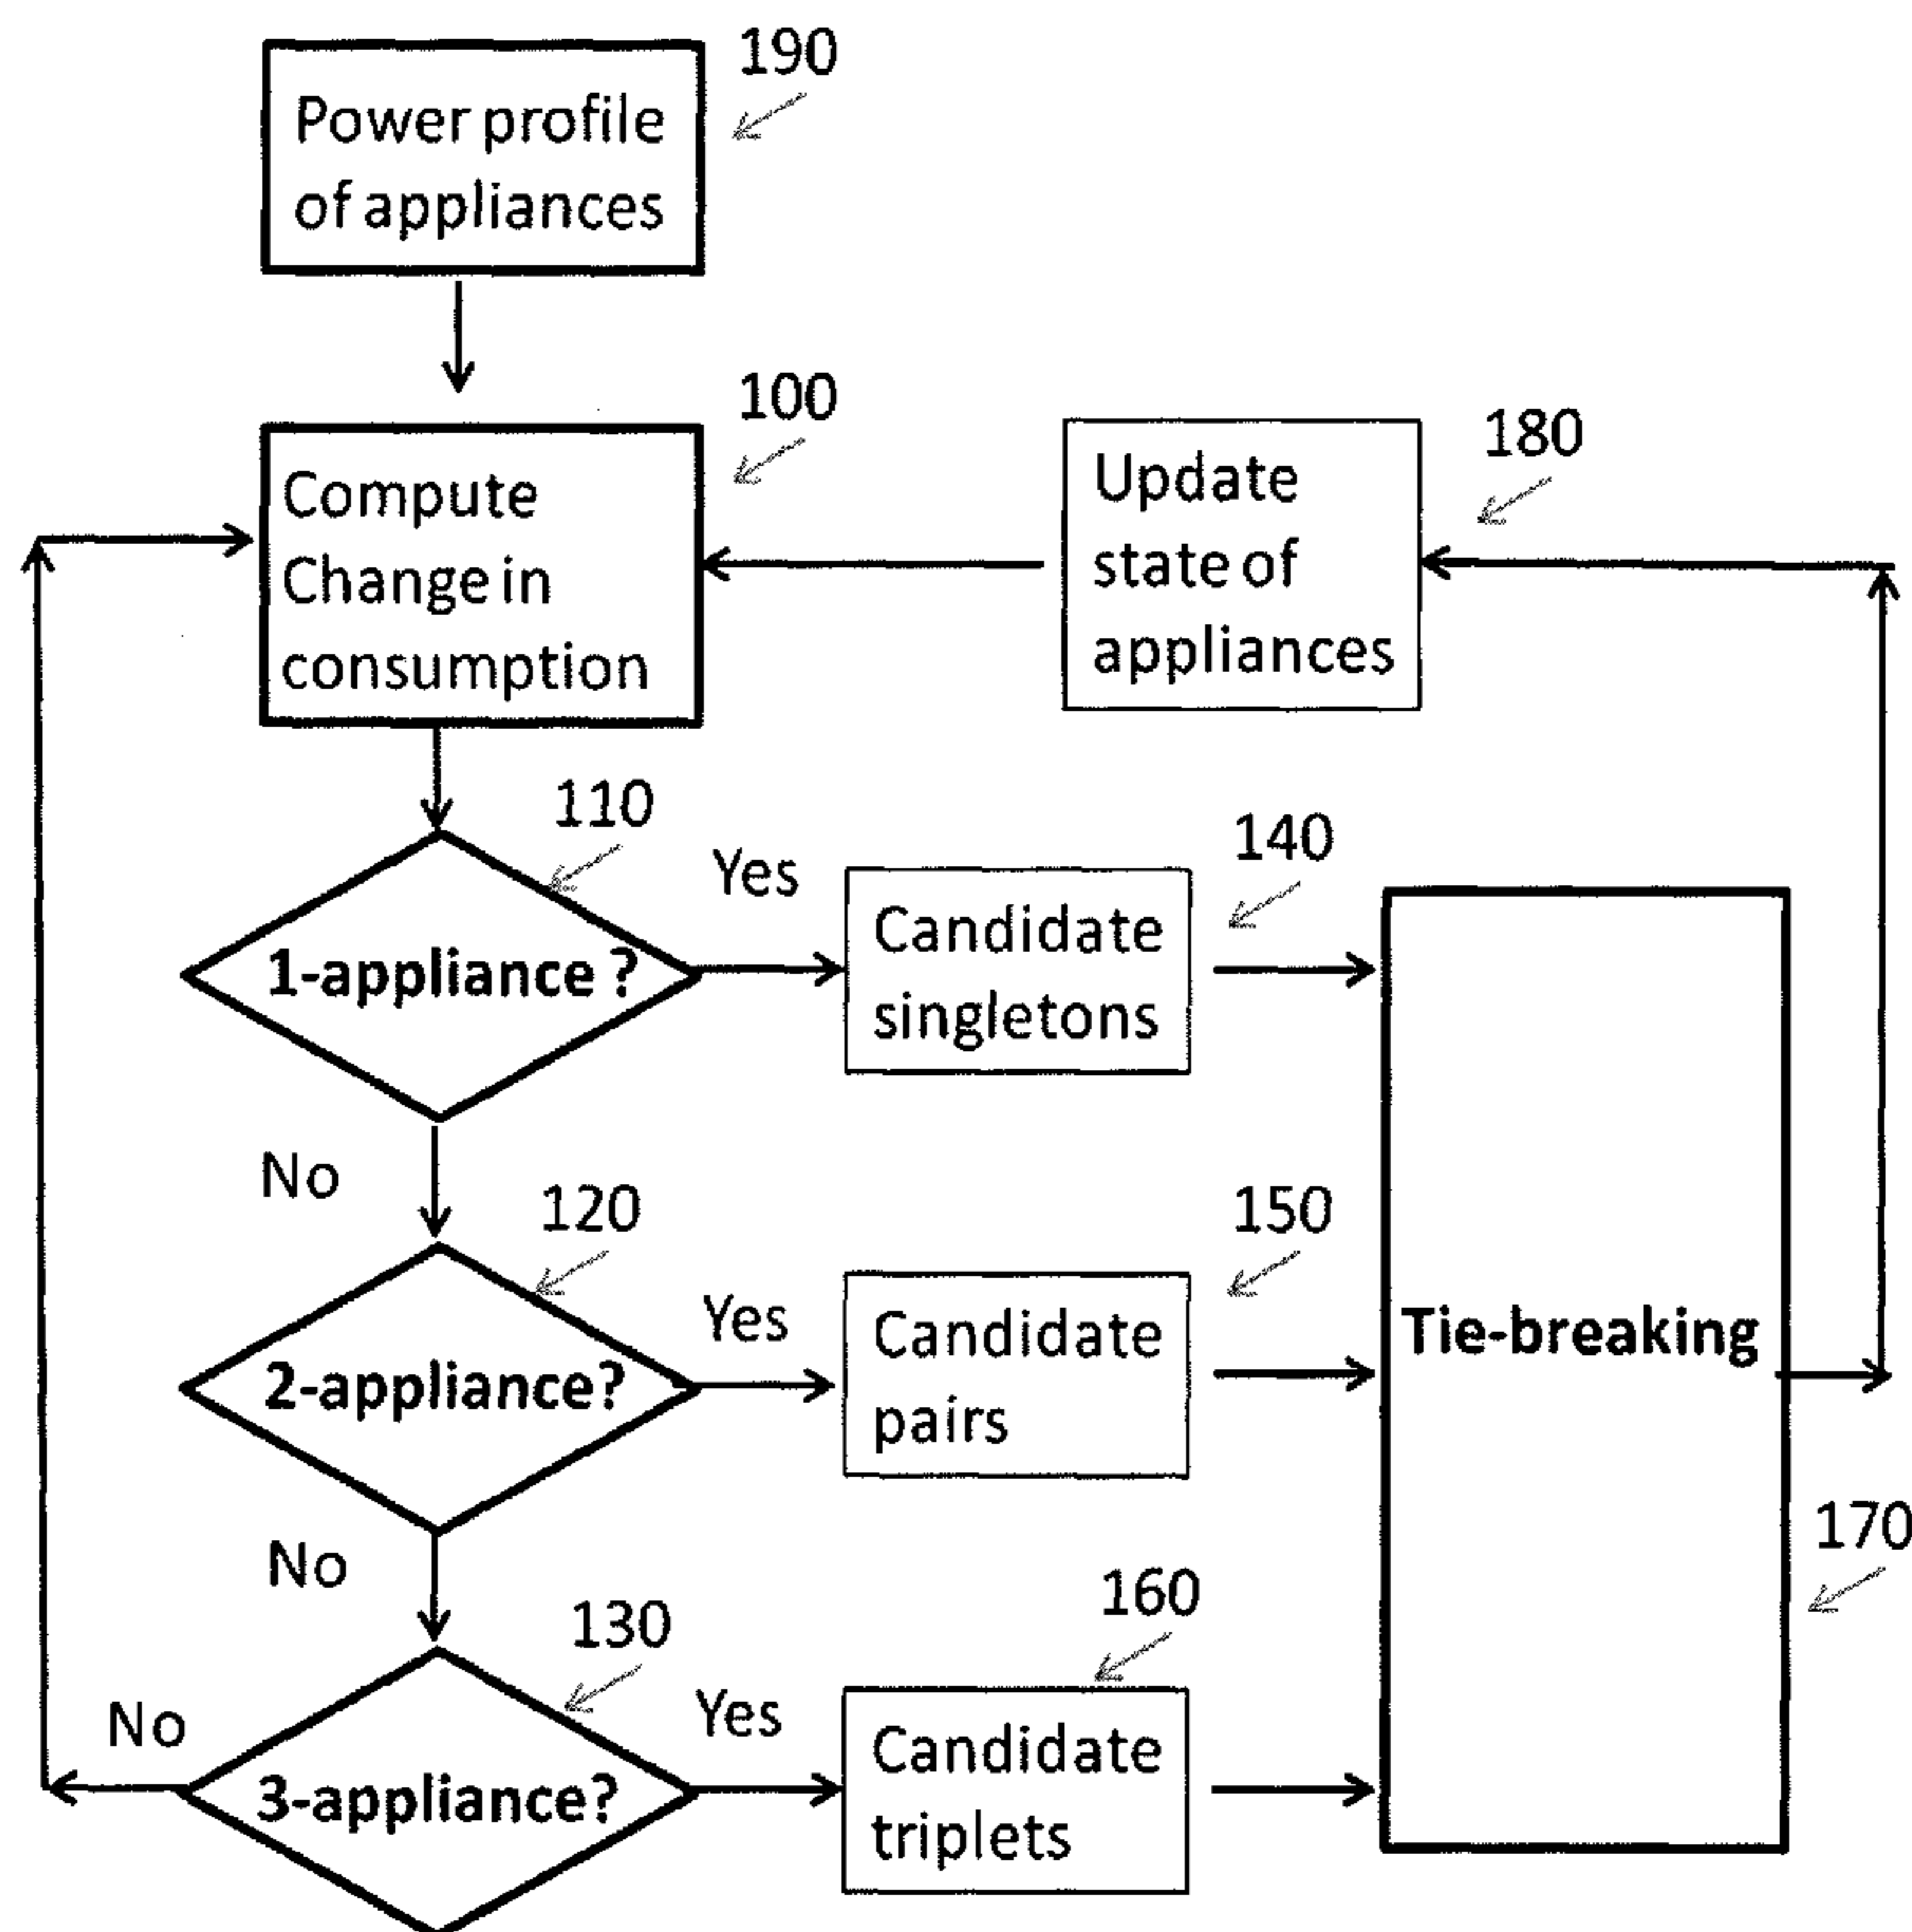 190
Power profile
of appliances
100
Compute
Change in
consumption
180
Update
state of
appliances
110
1-appliance ?
Yes
140
Candidate
singletons
No
120
2-appliance?
Yes
150
Candidate
pairs
Tie-breaking
170
No
130
3-appliance?
No
Yes
160
Candidate
triplets